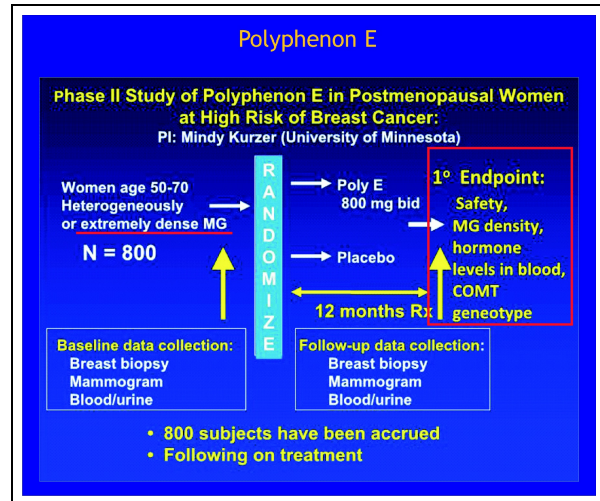 Polyphenon E
Phase II Study of Polyphenon E in Postmenopausal Women
at High Risk of Breast Cancer:
PI: Mindy Kurzer (University of Minnesota)
Women age 50-70
Heterogeneously
or extremely dense MG
N = 800
RANDOMIZE
Poly E
800 mg bid
Placebo
12 months Rx
1º Endpoint:
Safety,
MG density,
hormone
levels in blood,
COMT
geneotype
Baseline data collection:
Breast biopsy
Mammogram
Blood/urine
Follow-up data collection:
Breast biopsy
Mammogram
Blood/urine
• 800 subjects have been accrued
• Following on treatment